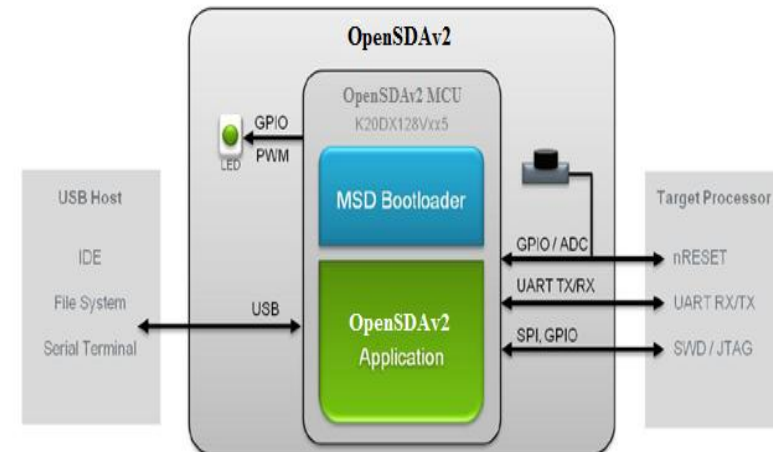 OpenSDAv2
OpenSDAv2 MCU
K20DX128Vxx5
GPIO
PWM
LED
MSD Bootloader
USB Host
IDE
File System
Serial Terminal
USB
OpenSDAv2
Application
GPIO / ADC
UART TX/RX
SPI, GPIO
Target Processor
nRESET
UART RX/TX
SWD / JTAG